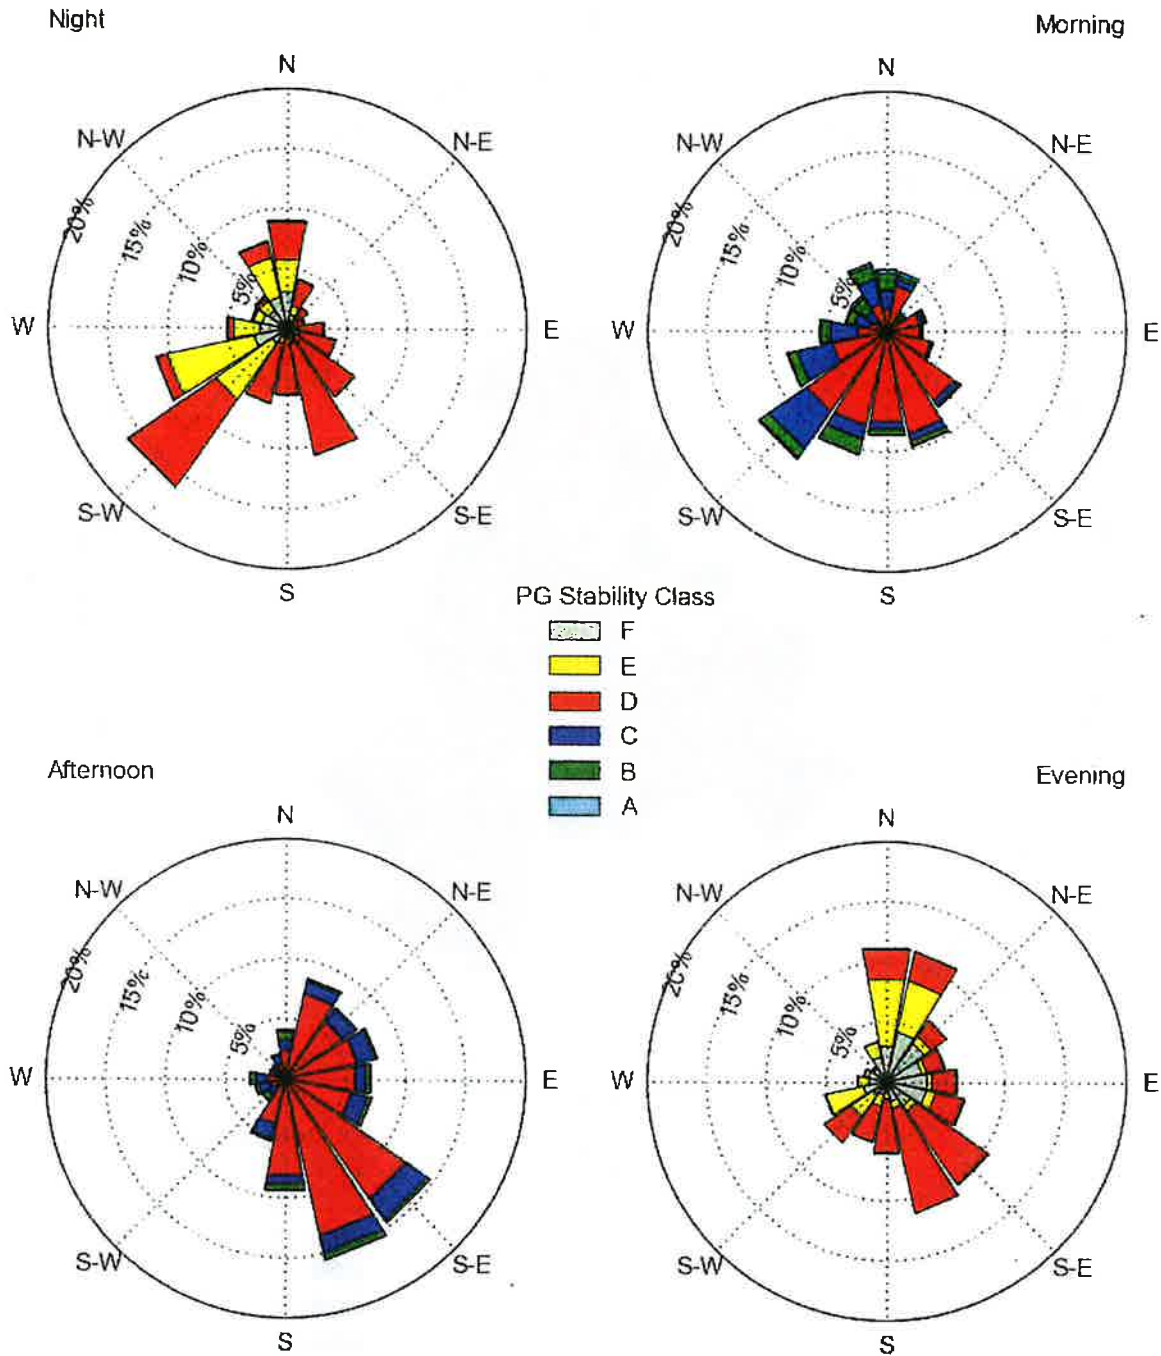 Night
Morning
N
N
N-W
N-E
N-W
N-E
20%
15%
10%
5%
20%
15%
10%
5%
W
E
W
E
S-W
S-E
S-W
S-E
S
S
PG Stability Class
F
E
D
C
B
A
Afternoon
Evening
N
N
N-W
N-E
N-W
N-E
20%
15%
10%
5%
20%
15%
10%
5%
W
E
W
E
S-W
S-E
S-W
S-E
S
S